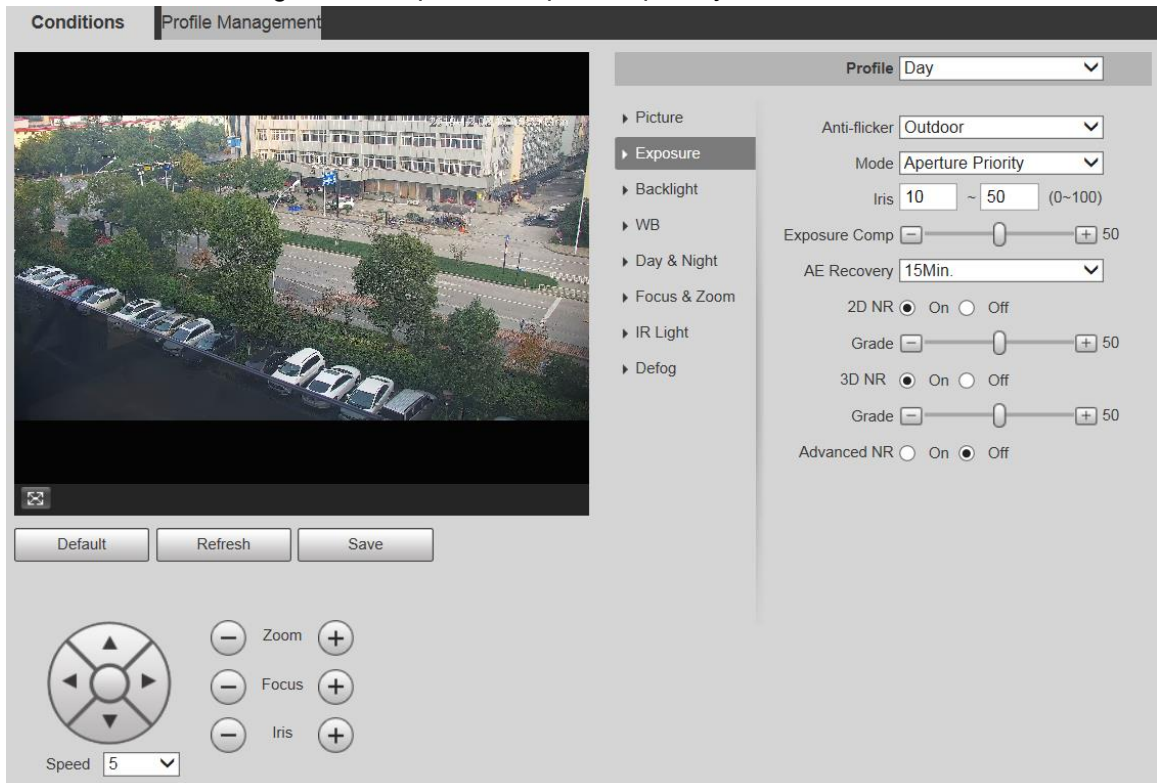 Conditions Profile Management
Profile Day
Picture
Exposure
Backlight
WB
Day & Night
Focus & Zoom
IR Light
Defog
Anti-flicker Outdoor
Mode Aperture Priority
Iris 10 ~ 50 (0~100)
Exposure Comp 50
AE Recovery 15Min.
2D NR On Off
Grade 50
3D NR On Off
Grade 50
Advanced NR On Off
Default Refresh Save
Zoom
Focus
Iris
Speed 5